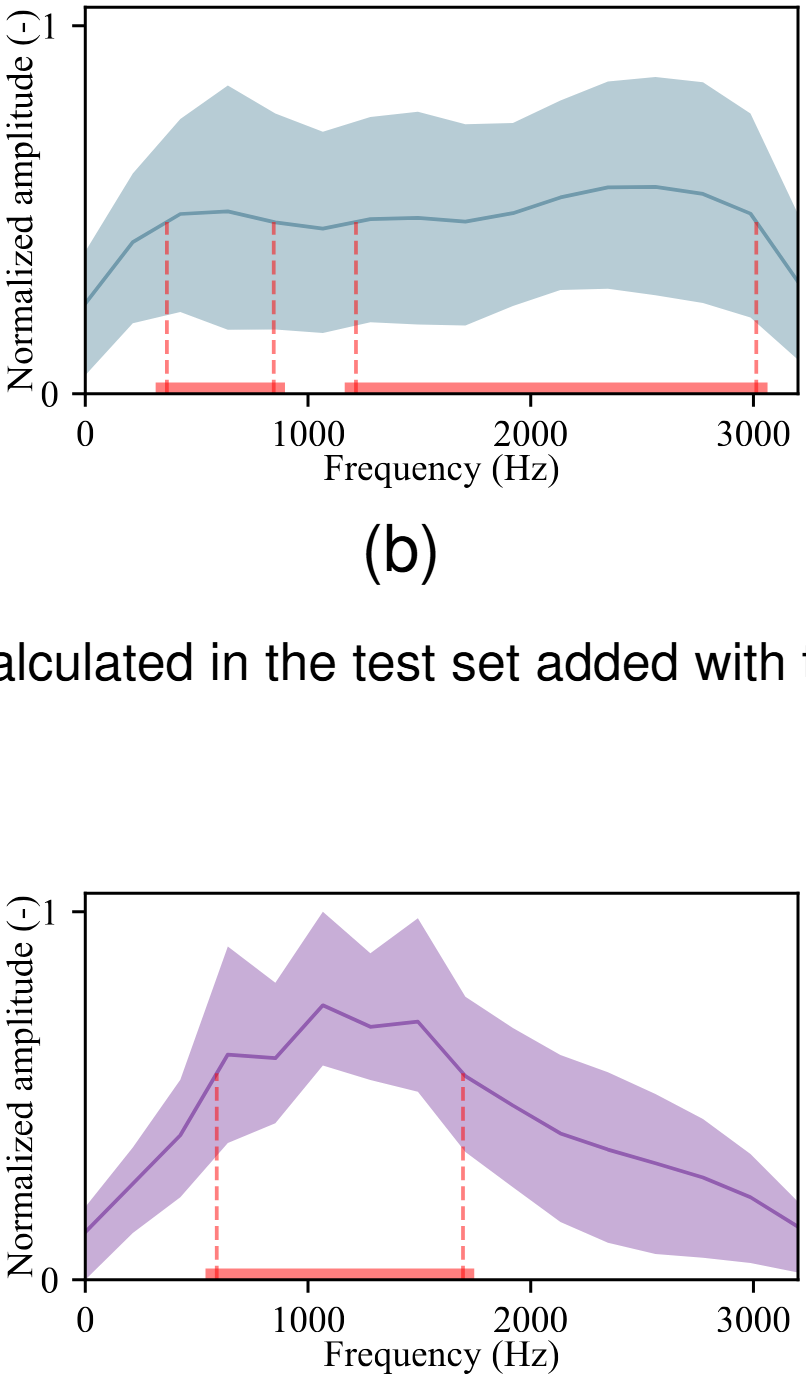 Normalized amplitude (-)
1
0
0 1000 2000 3000
Frequency (Hz)
(b)
alculated in the test set added with
Normalized amplitude (-)
1
0
0 1000 2000 3000
Frequency (Hz)